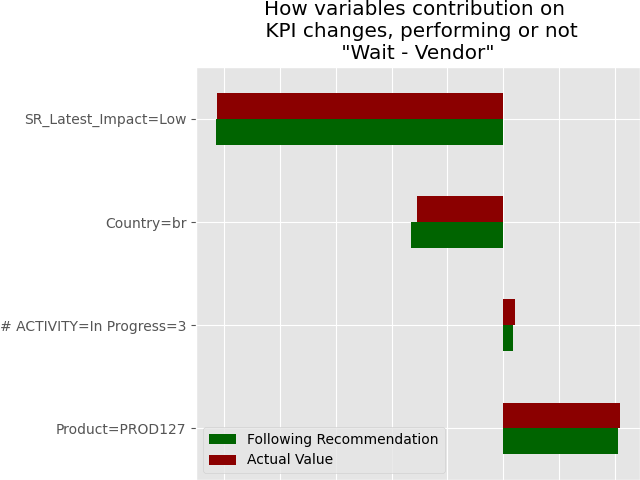 How variables contribution on
KPI changes, performing or not
"Wait - Vendor"
SR_Latest_Impact=Low
Country=br
# ACTIVITY=In Progress=3
Product=PROD127
Following Recommendation
Actual Value